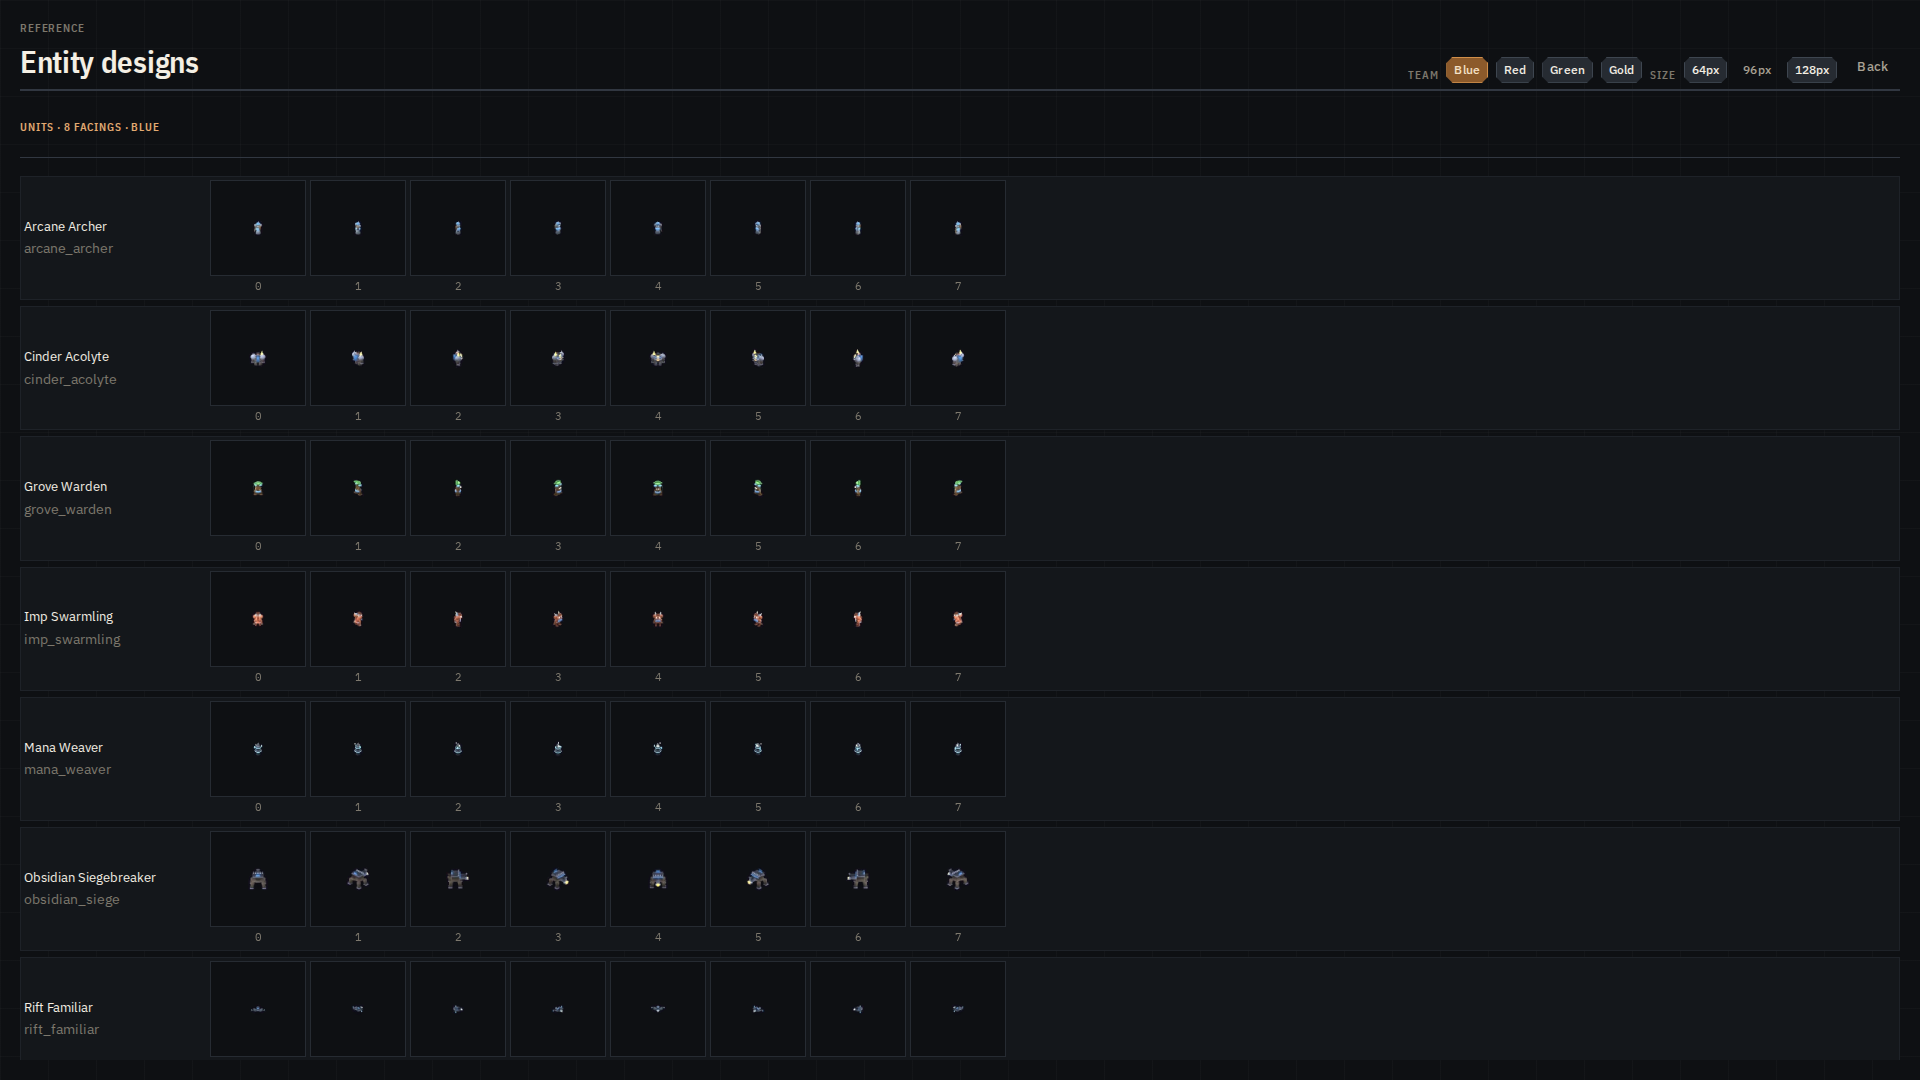 REFERENCE
Entity designs
TEAM Blue Red Green Gold SIZE 64px 96px 128px Back
UNITS · 8 FACINGS · BLUE
Arcane Archer
arcane_archer
0 1 2 3 4 5 6 7
Cinder Acolyte
cinder_acolyte
0 1 2 3 4 5 6 7
Grove Warden
grove_warden
0 1 2 3 4 5 6 7
Imp Swarmling
imp_swarmling
0 1 2 3 4 5 6 7
Mana Weaver
mana_weaver
0 1 2 3 4 5 6 7
Obsidian Siegebreaker
obsidian_siege
0 1 2 3 4 5 6 7
Rift Familiar
rift_familiar